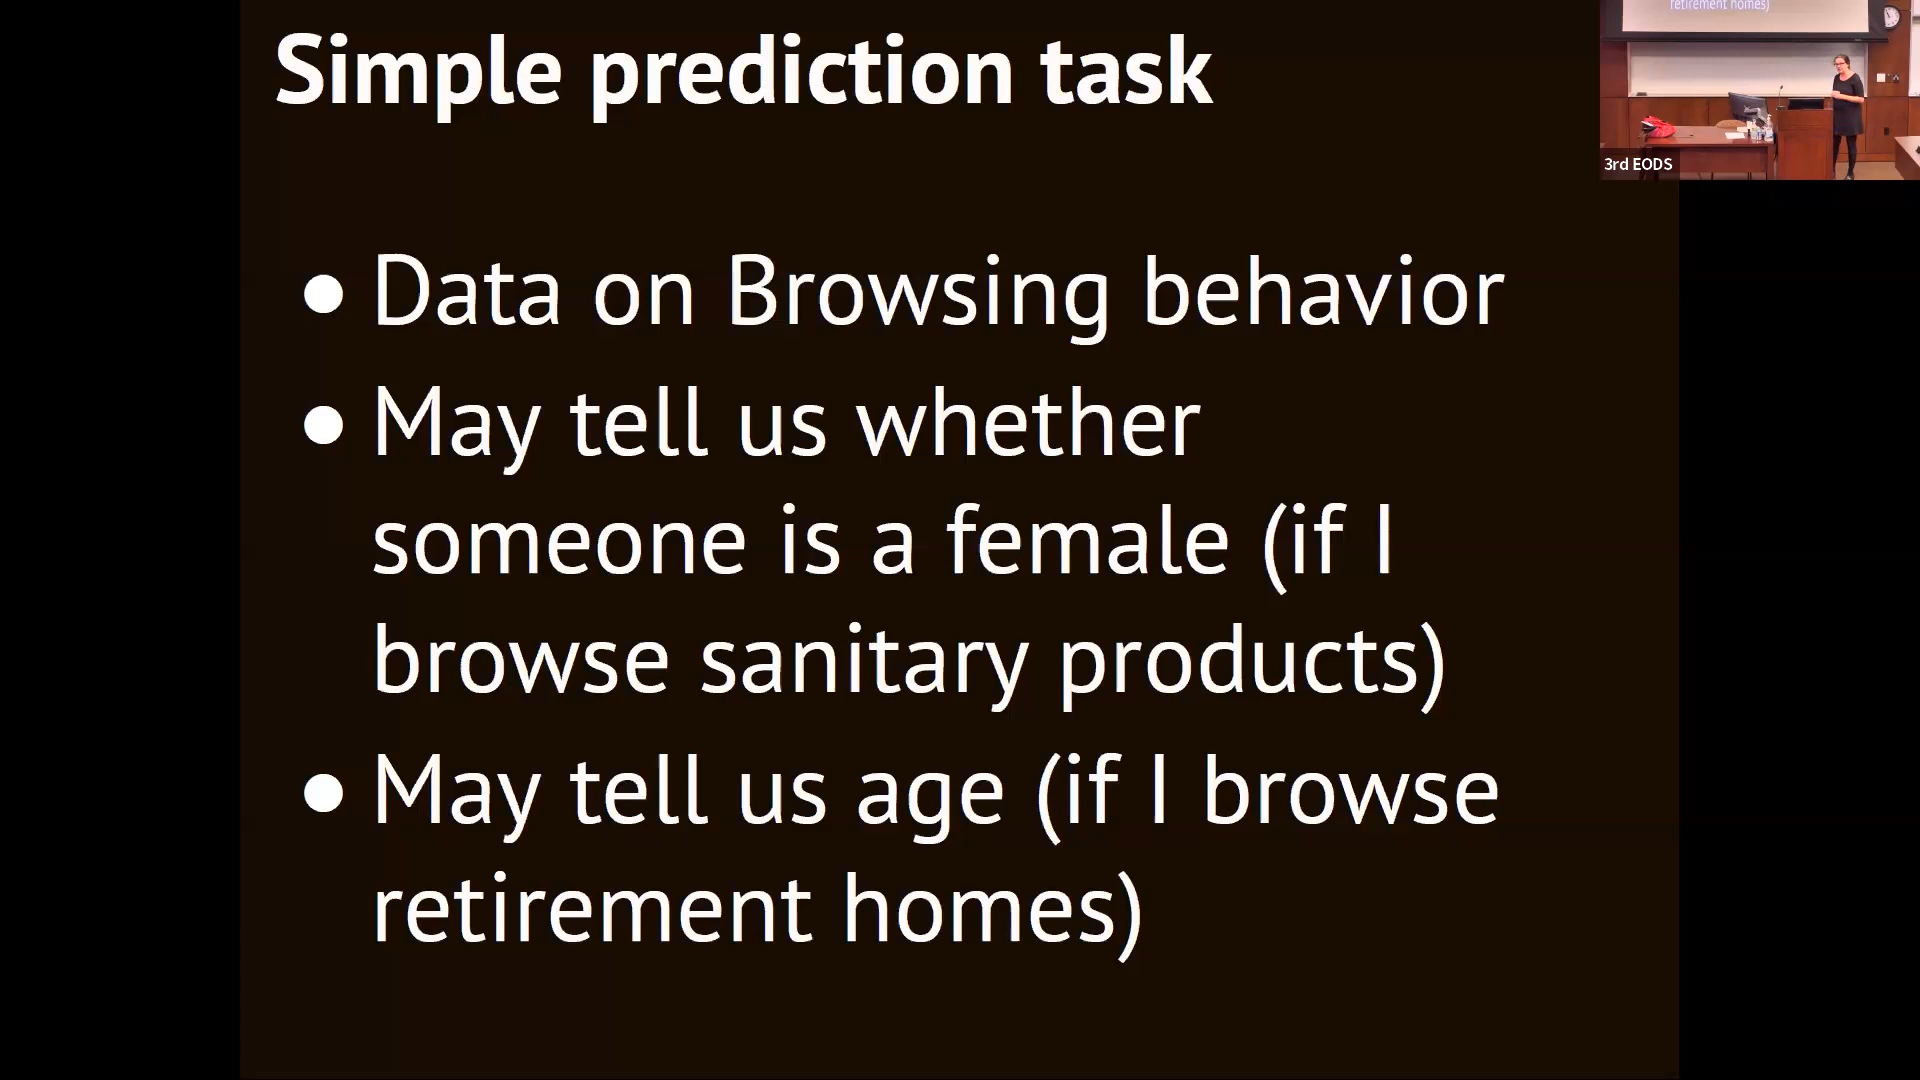 Simple prediction task
retirement homes)
3rd EODS
● Data on Browsing behavior
● May tell us whether
someone is a female (if I
browse sanitary products)
● May tell us age (if I browse
retirement homes)